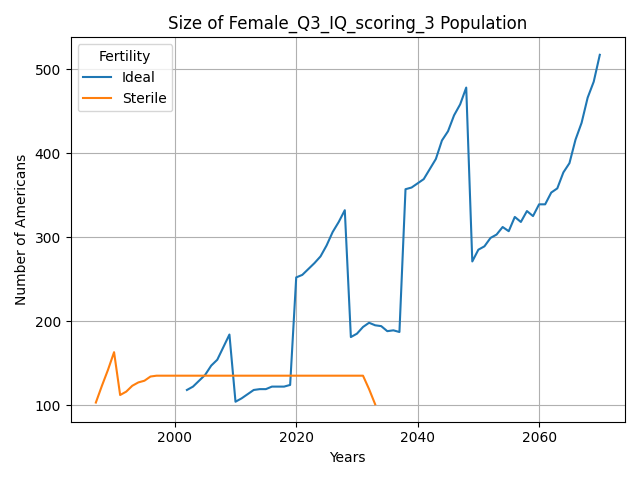 Size of Female_Q3_IQ_scoring_3 Population
Fertility
Ideal
Sterile
500
400
300
200
100
Number of Americans
2000
2020
2040
2060
Years